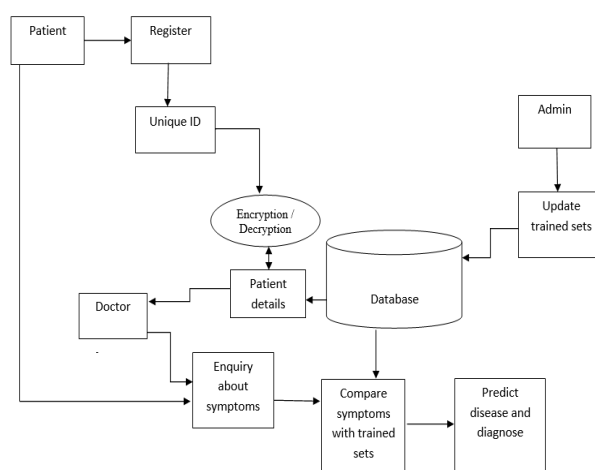 Patient
Register
Unique ID
Admin
Encryption /
Decryption
Update
trained sets
Patient
details
Database
Doctor
Enquiry
about
symptoms
Compare
symptoms
with trained
sets
Predict
disease and
diagnose